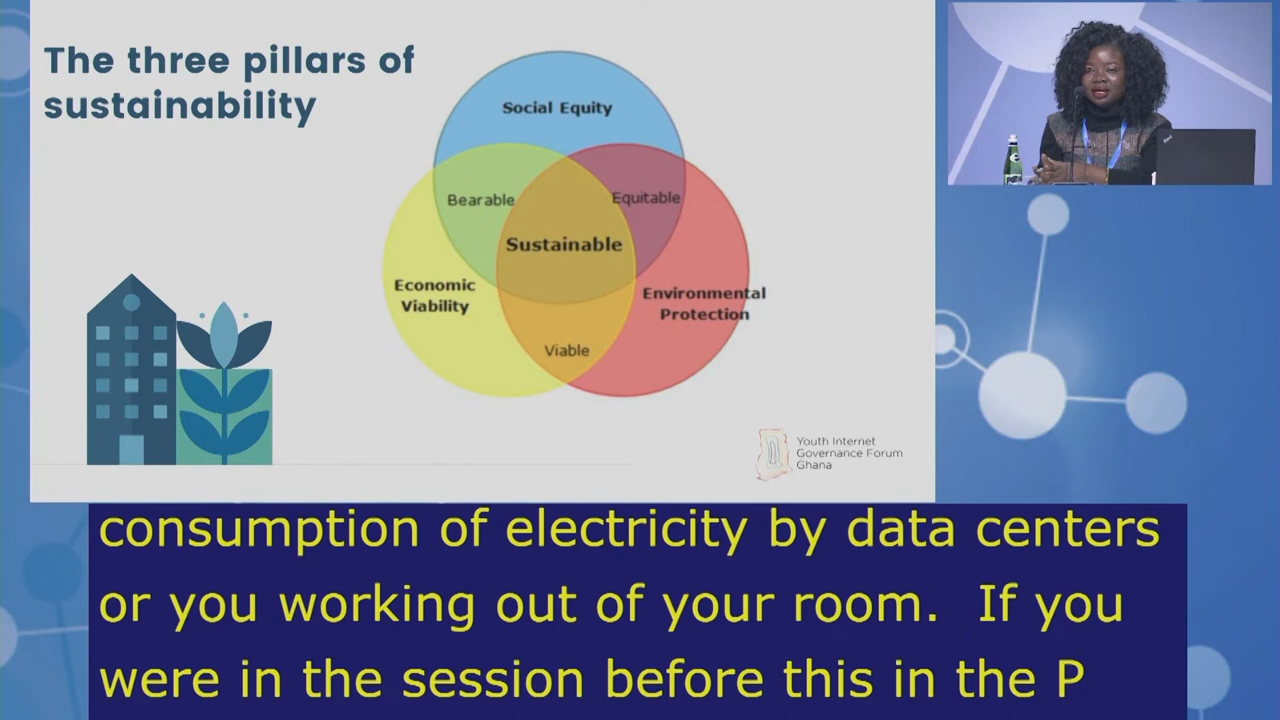 The three pillars of
sustainability
Social Equity
Bearable
Equitable
Sustainable
Economic
Viability
Environmental
Protection
Viable
Youth Internet
Governance Forum
Ghana
consumption of electricity by data centers
or you working out of your room.  If you
were in the session before this in the P